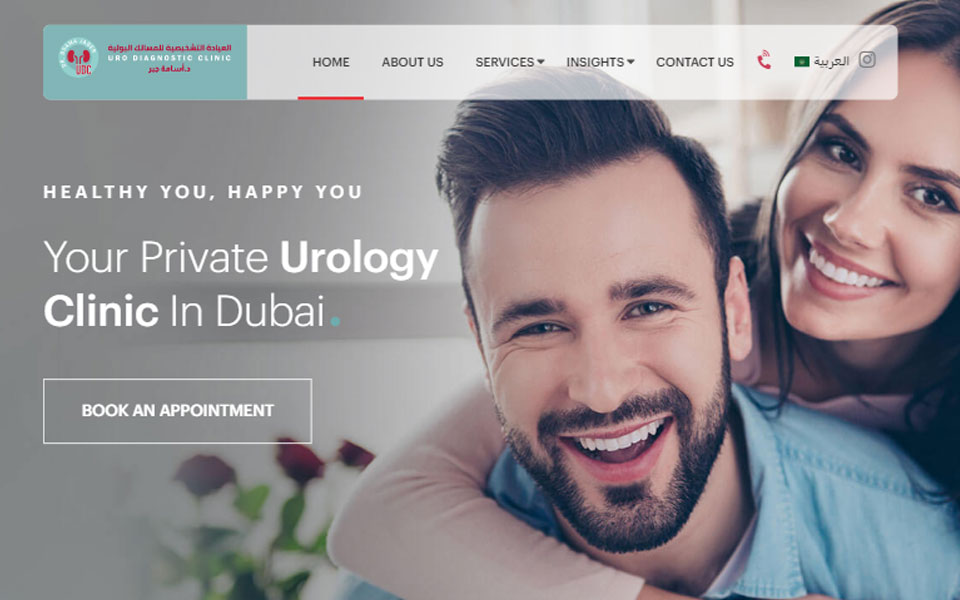 العيادة التشخيصية للمسالك البولية
URO DIAGNOSTIC CLINIC
د.أسامة جبر
UDC
HOME
ABOUT US
SERVICES
INSIGHTS
CONTACT US
العربية
HEALTHY YOU, HAPPY YOU
Your Private Urology
Clinic In Dubai.
BOOK AN APPOINTMENT